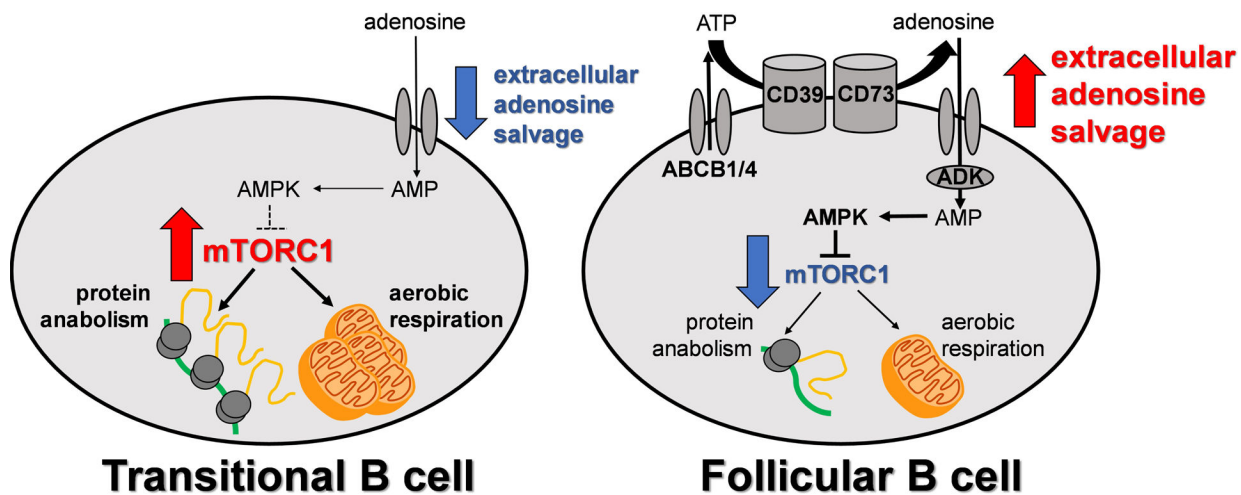 adenosine
extracellular
adenosine
salvage
AMPK
AMP
mTORC1
protein
anabolism
aerobic
respiration
Transitional B cell
ATP
adenosine
CD39
CD73
extracellular
adenosine
salvage
ABCB1/4
ADK
AMPK
AMP
mTORC1
protein
anabolism
aerobic
respiration
Follicular B cell